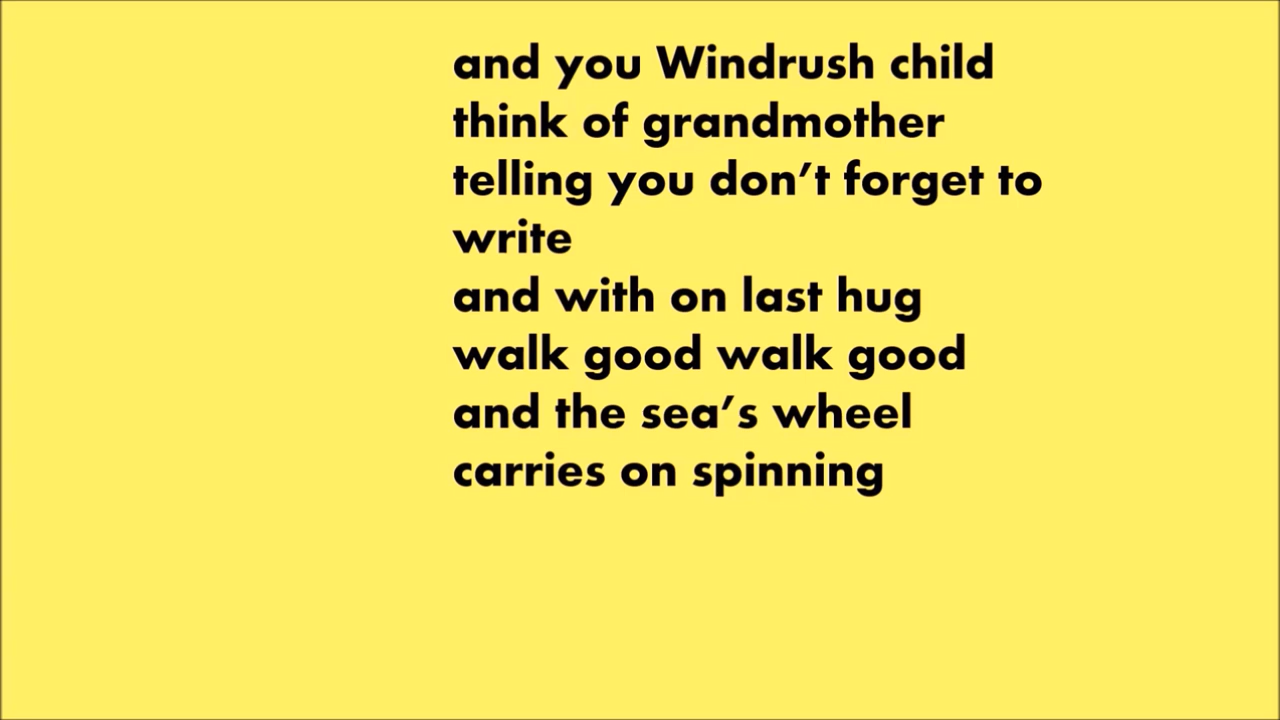 and you Windrush child
think of grandmother
telling you don’t forget to
write
and with on last hug
walk good walk good
and the sea’s wheel
carries on spinning